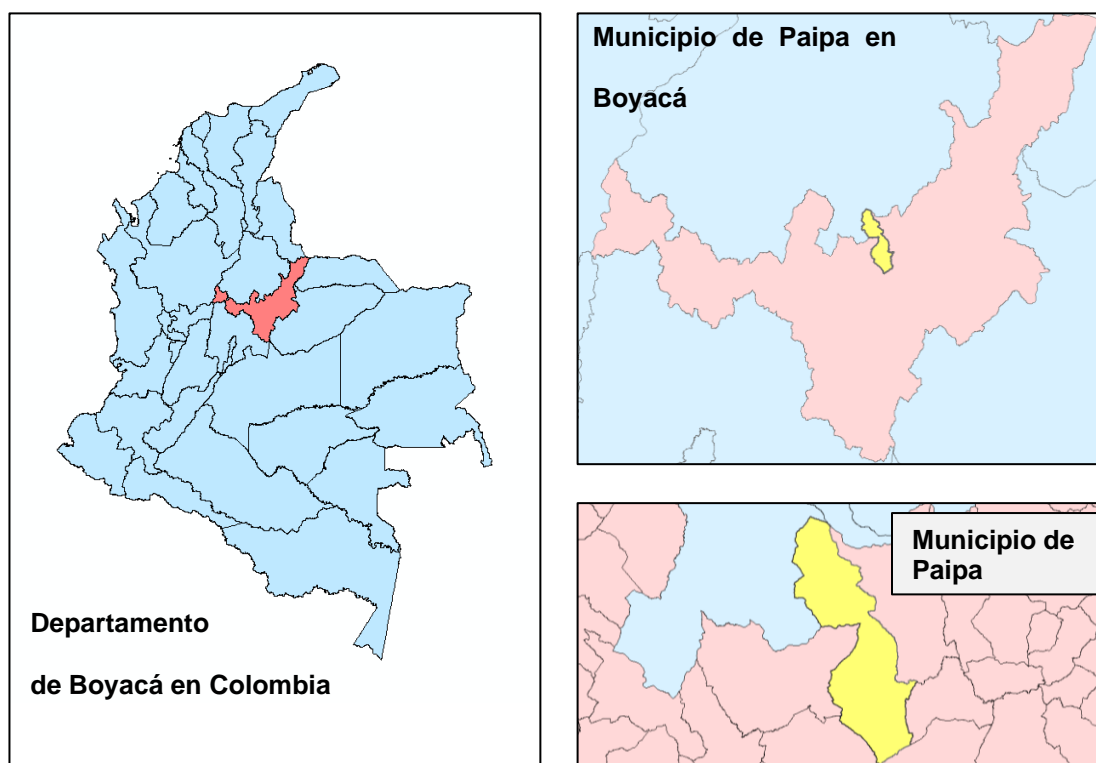 Departamento
de Boyacá en Colombia
Municipio de Paipa en
Boyacá
Municipio de
Paipa